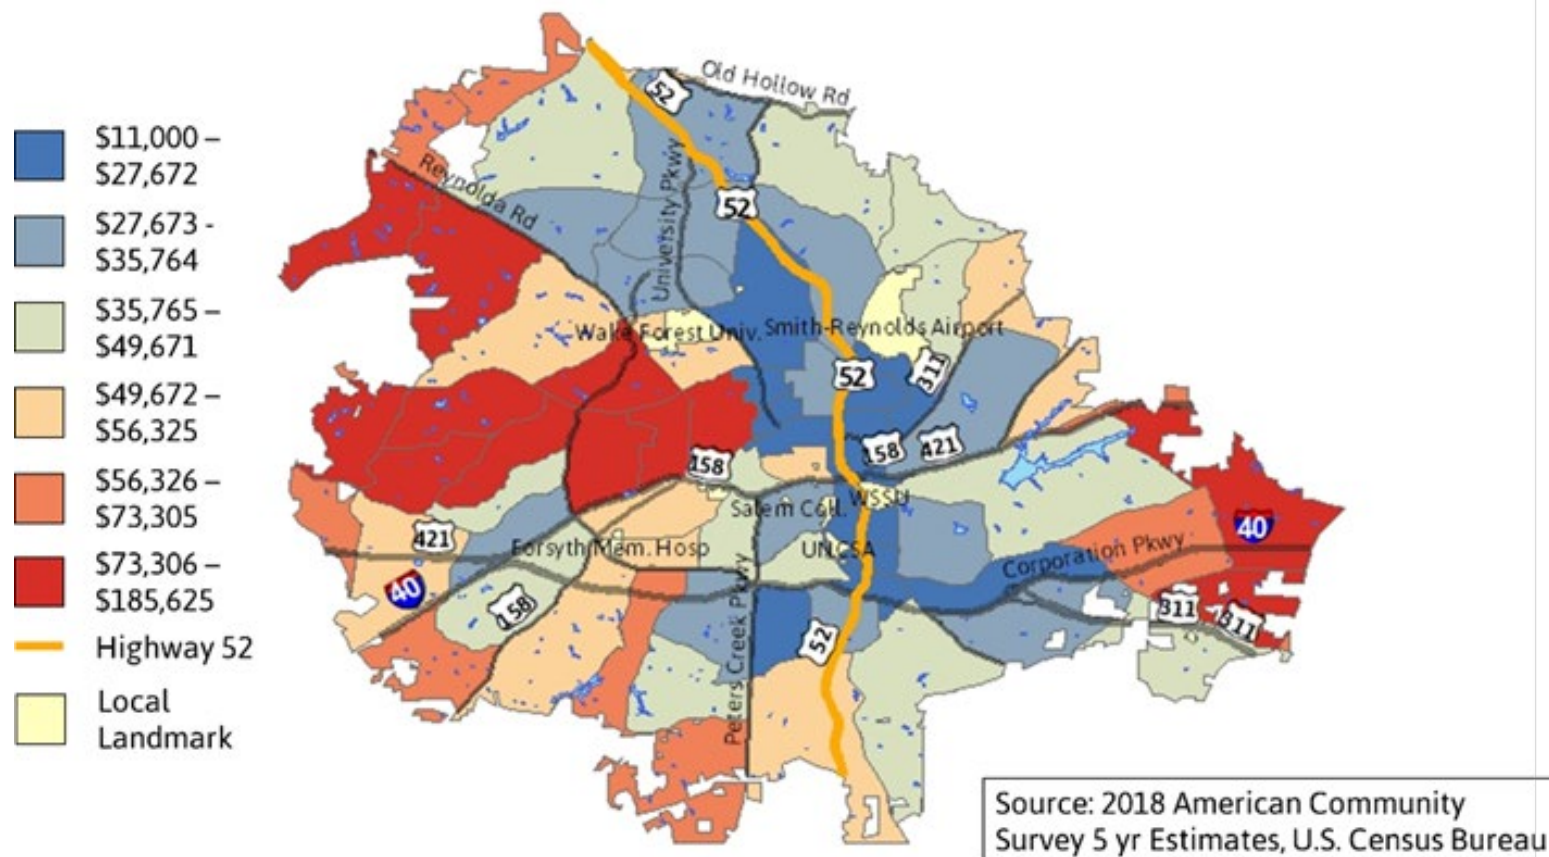 $11,000 –
$27,672
$27,673 -
$35,764
$35,765 –
$49,671
$49,672 –
$56,325
$56,326 –
$73,305
$73,306 –
$185,625
Highway 52
Local
Landmark
52
Old Hollow Rd
Reynolda Rd
University Pkwy
52
Wake Forest Univ.
Smith-Reynolds Airport
52
311
158
421
158
WSSU
Salem Coll.
421
Forsyth Mem. Hosp
UNCSA
Corporation Pkwy
40
40
158
Peters Creek Pkwy
52
311
311
Source: 2018 American Community
Survey 5 yr Estimates, U.S. Census Bureau